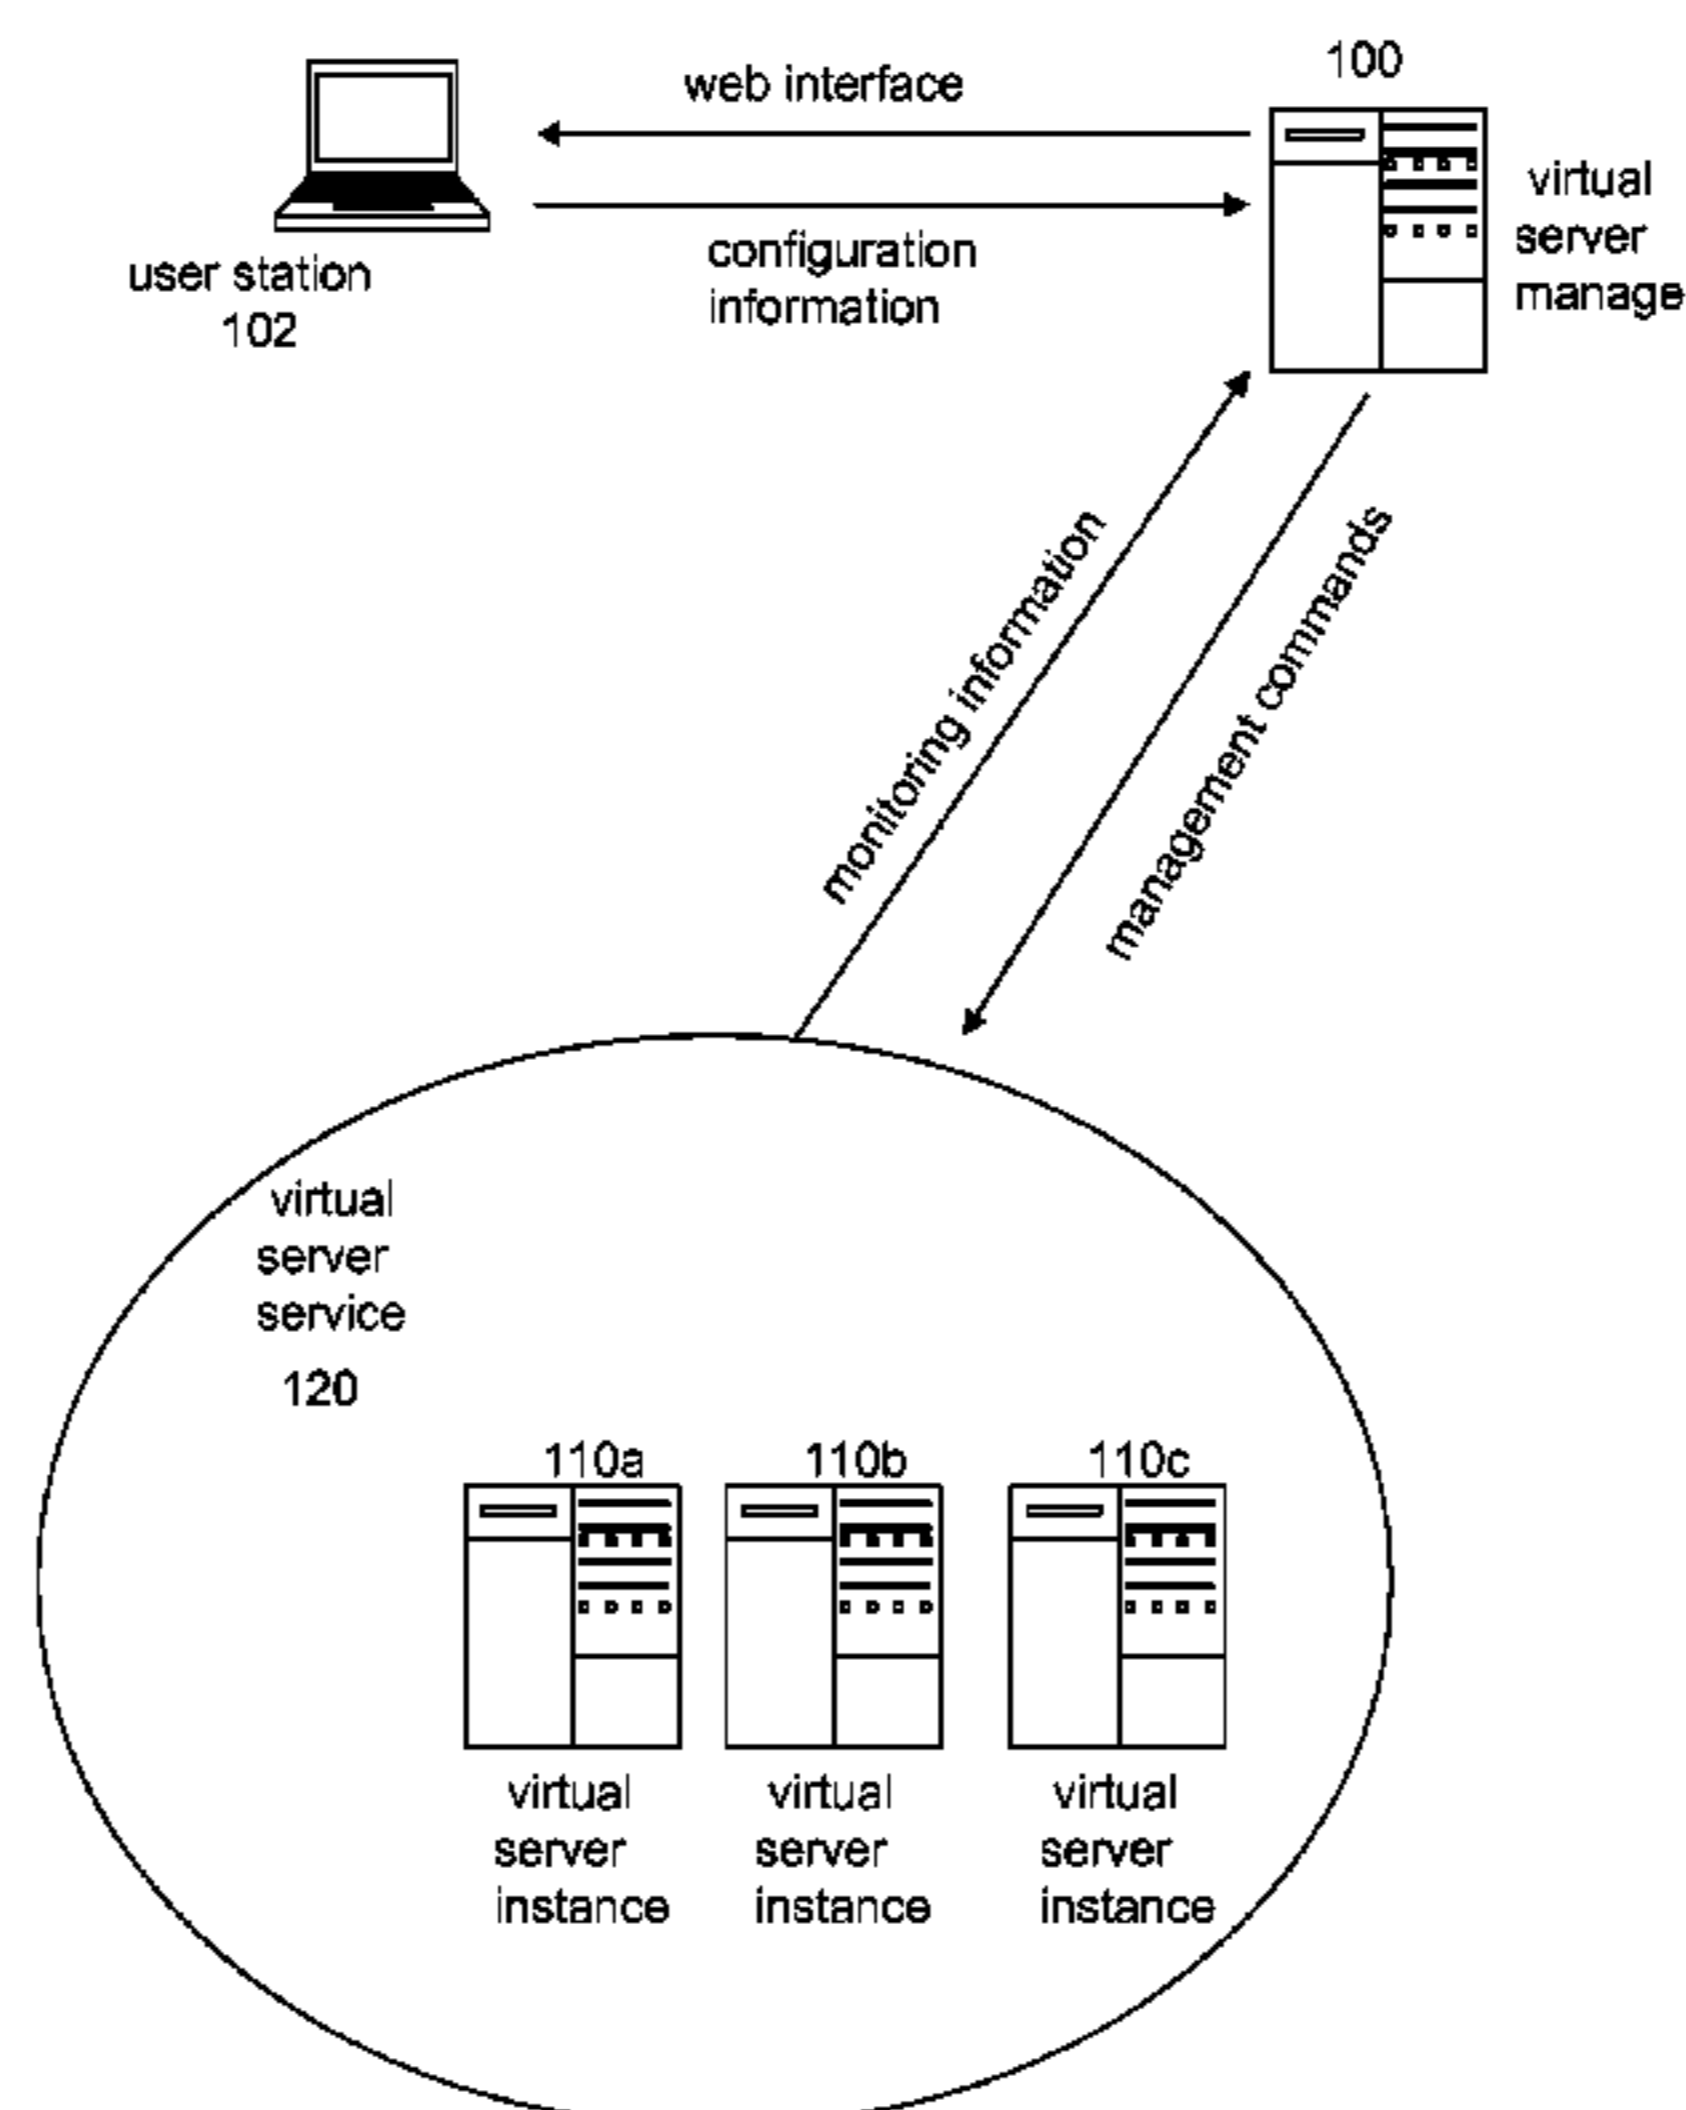 100
web interface
virtual
server
manage
configuration
information
user station
102
monitoring information
management commands
virtual
server
service
120
110a
110b
110c
virtual
server
instance
virtual
server
instance
virtual
server
instance